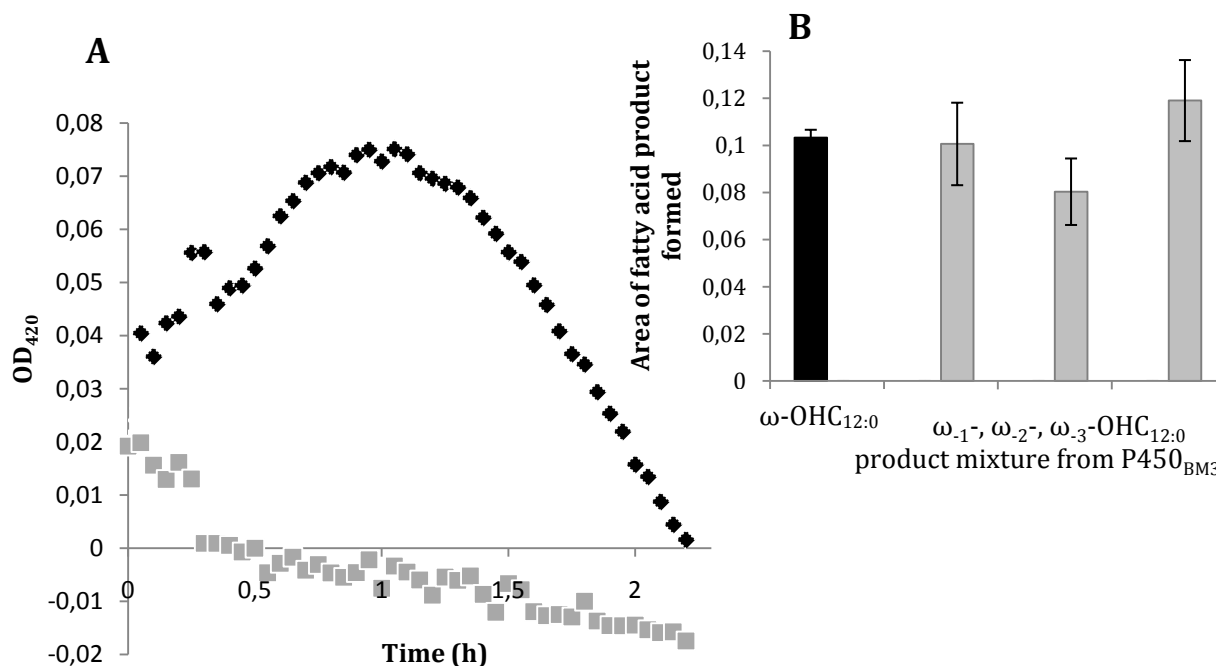 A
OD₄₂₀
0,08
0,07
0,06
0,05
0,04
0,03
0,02
0,01
0
-0,01
-0,02
0
0,5
1
1,5
2
Time (h)
B
Area of fatty acid product
formed
0,14
0,12
0,1
0,08
0,06
0,04
0,02
0
ω-OHC₁₂:₀
ω₋₁-, ω₋₂-, ω₋₃-OHC₁₂:₀
product mixture from P450BM3